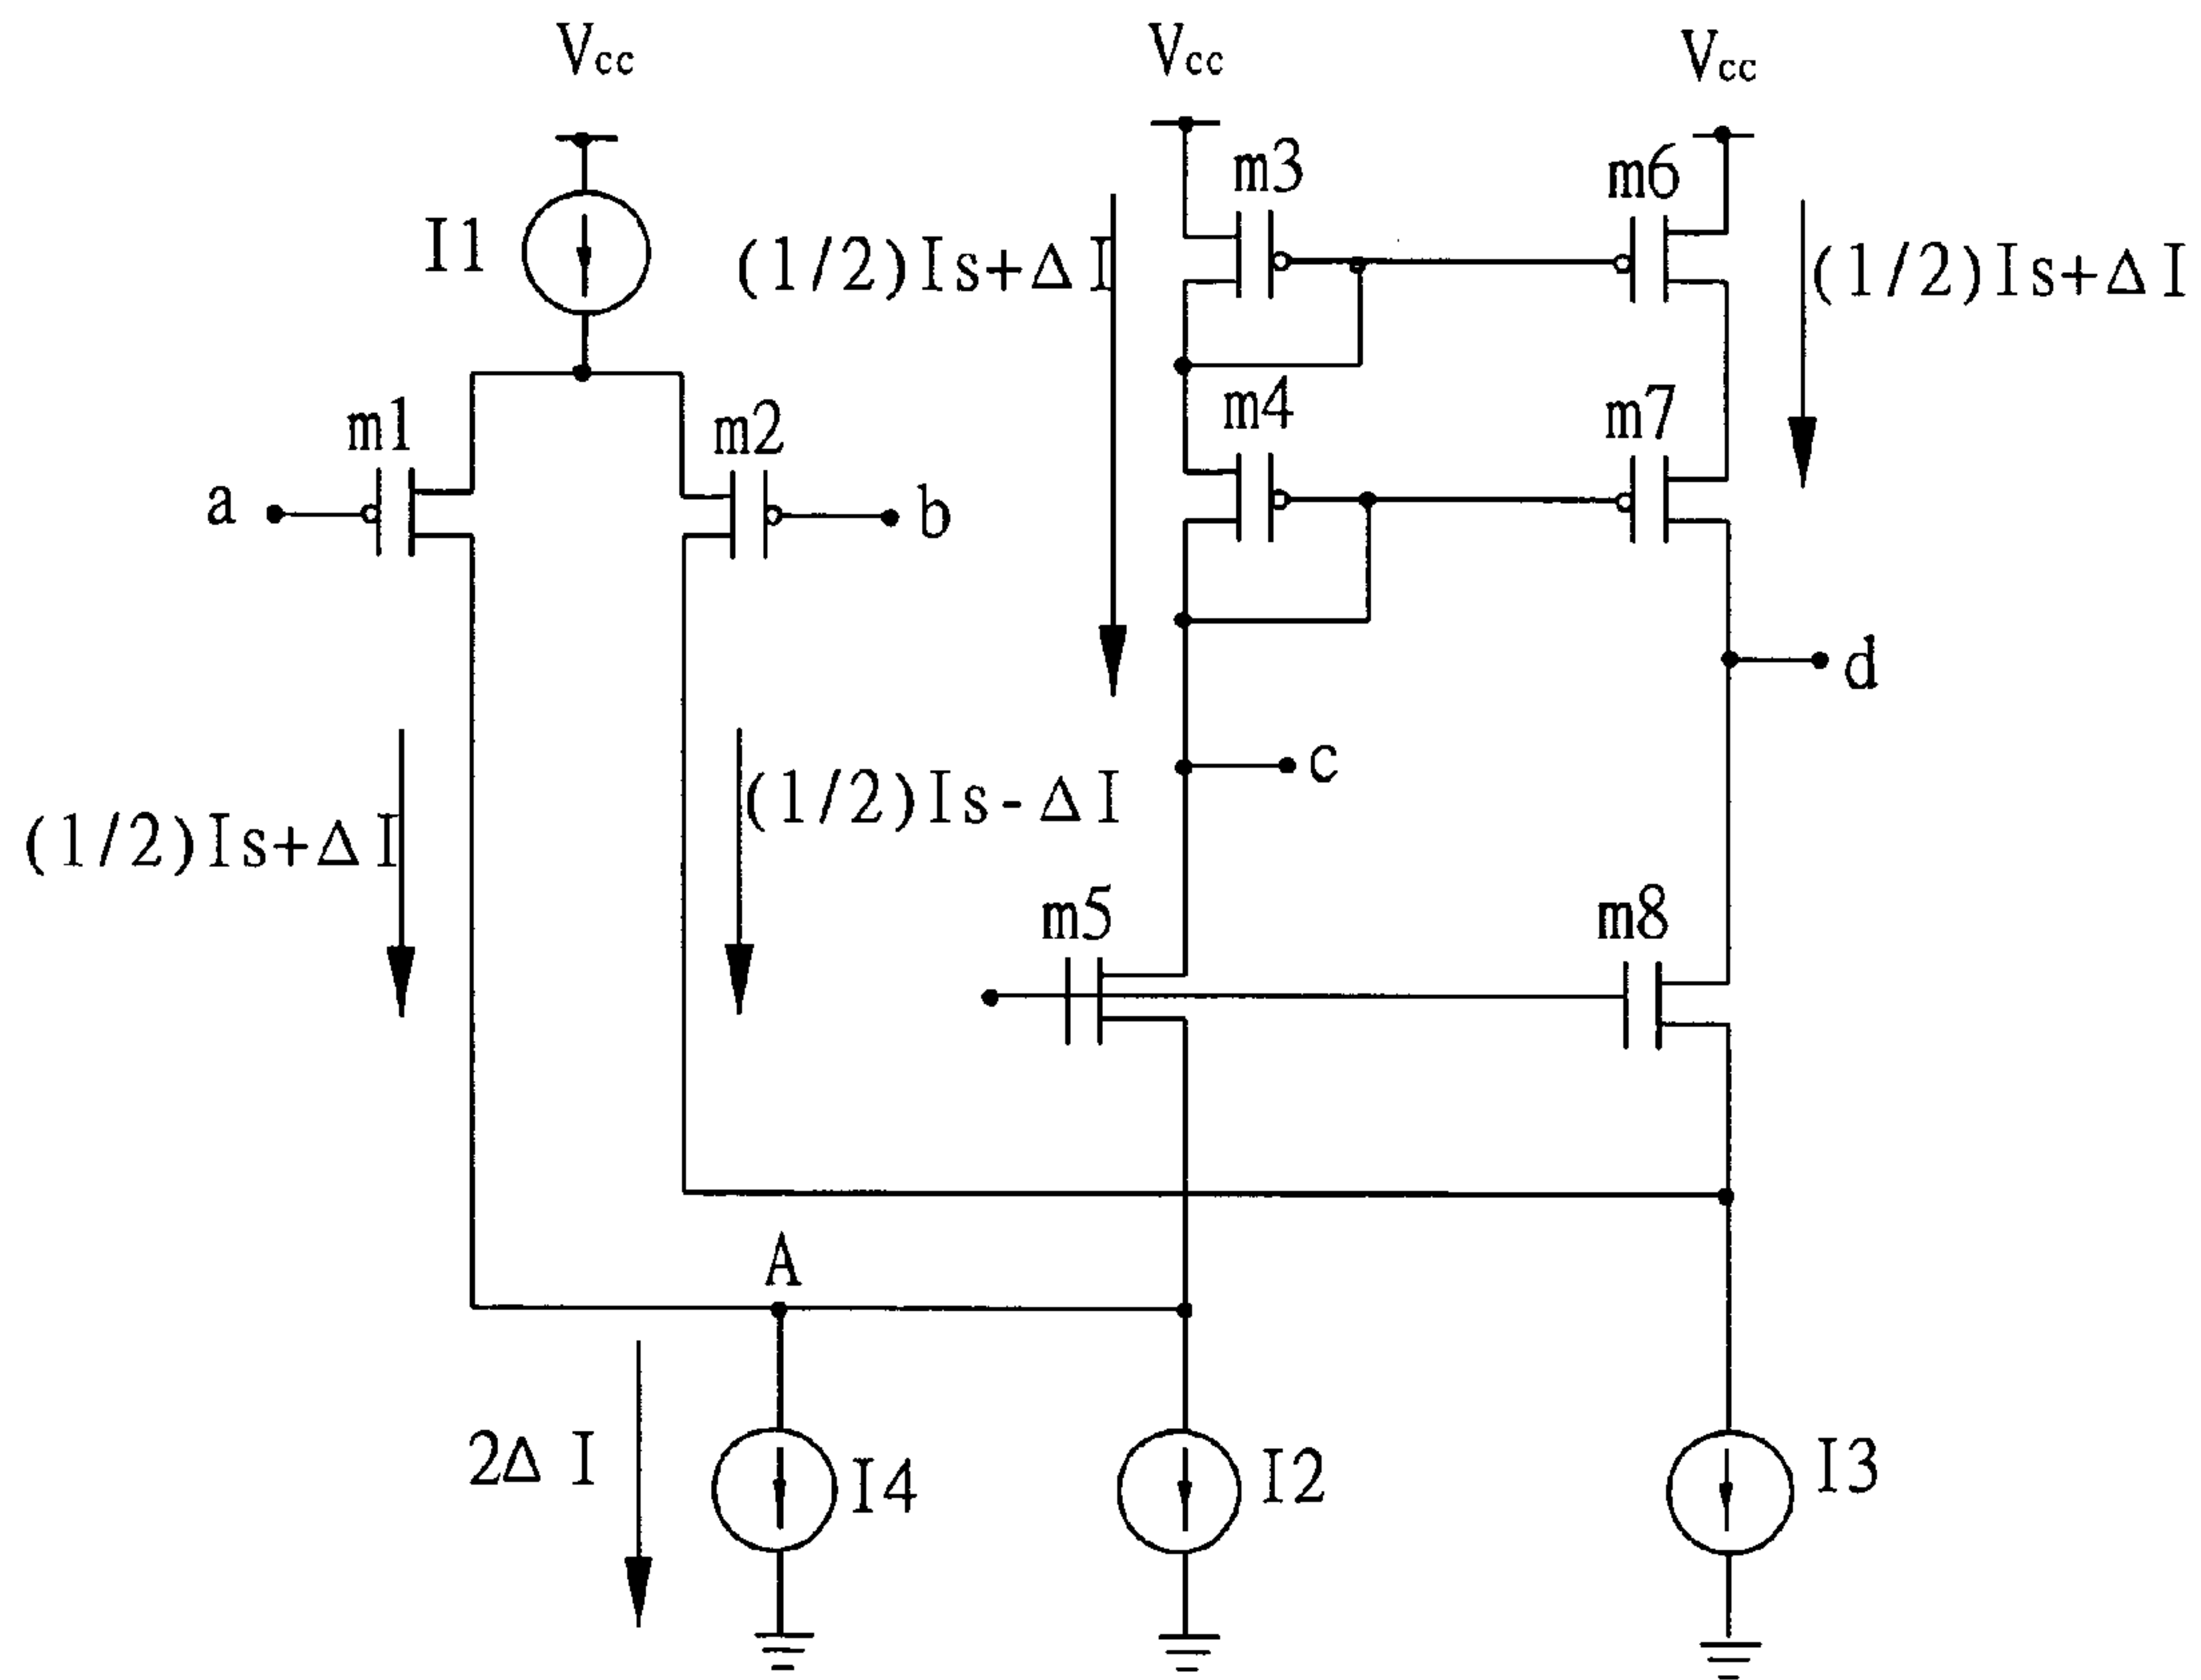 Vcc
Vcc
Vcc
m3
m6
I1
(1/2)Is+ΔI
(1/2)Is+ΔI
m1
m2
m4
m7
a
b
d
c
(1/2)Is+ΔI
(1/2)Is-ΔI
m5
m8
A
2ΔI
I4
I2
I3